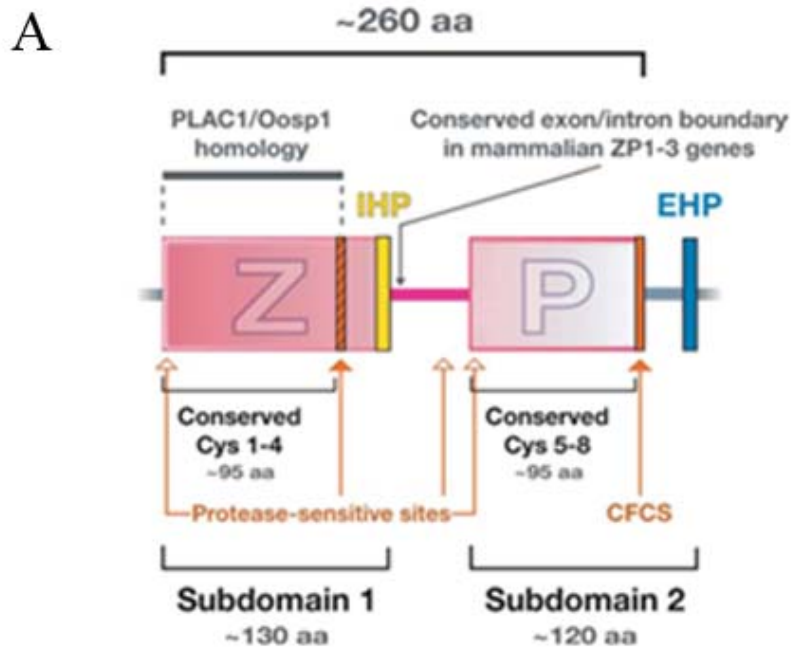 A
~260 aa
PLAC1/Oosp1
homology
Conserved exon/intron boundary
in mammalian ZP1-3 genes
IHP
EHP
Z
P
Conserved
Cys 1-4
~95 aa
Conserved
Cys 5-8
~95 aa
Protease-sensitive sites
CFCS
Subdomain 1
~130 aa
Subdomain 2
~120 aa